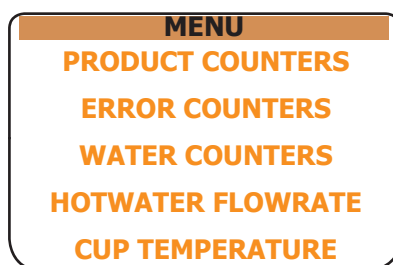 MENU
PRODUCT COUNTERS
ERROR COUNTERS
WATER COUNTERS
HOTWATER FLOWRATE
CUP TEMPERATURE